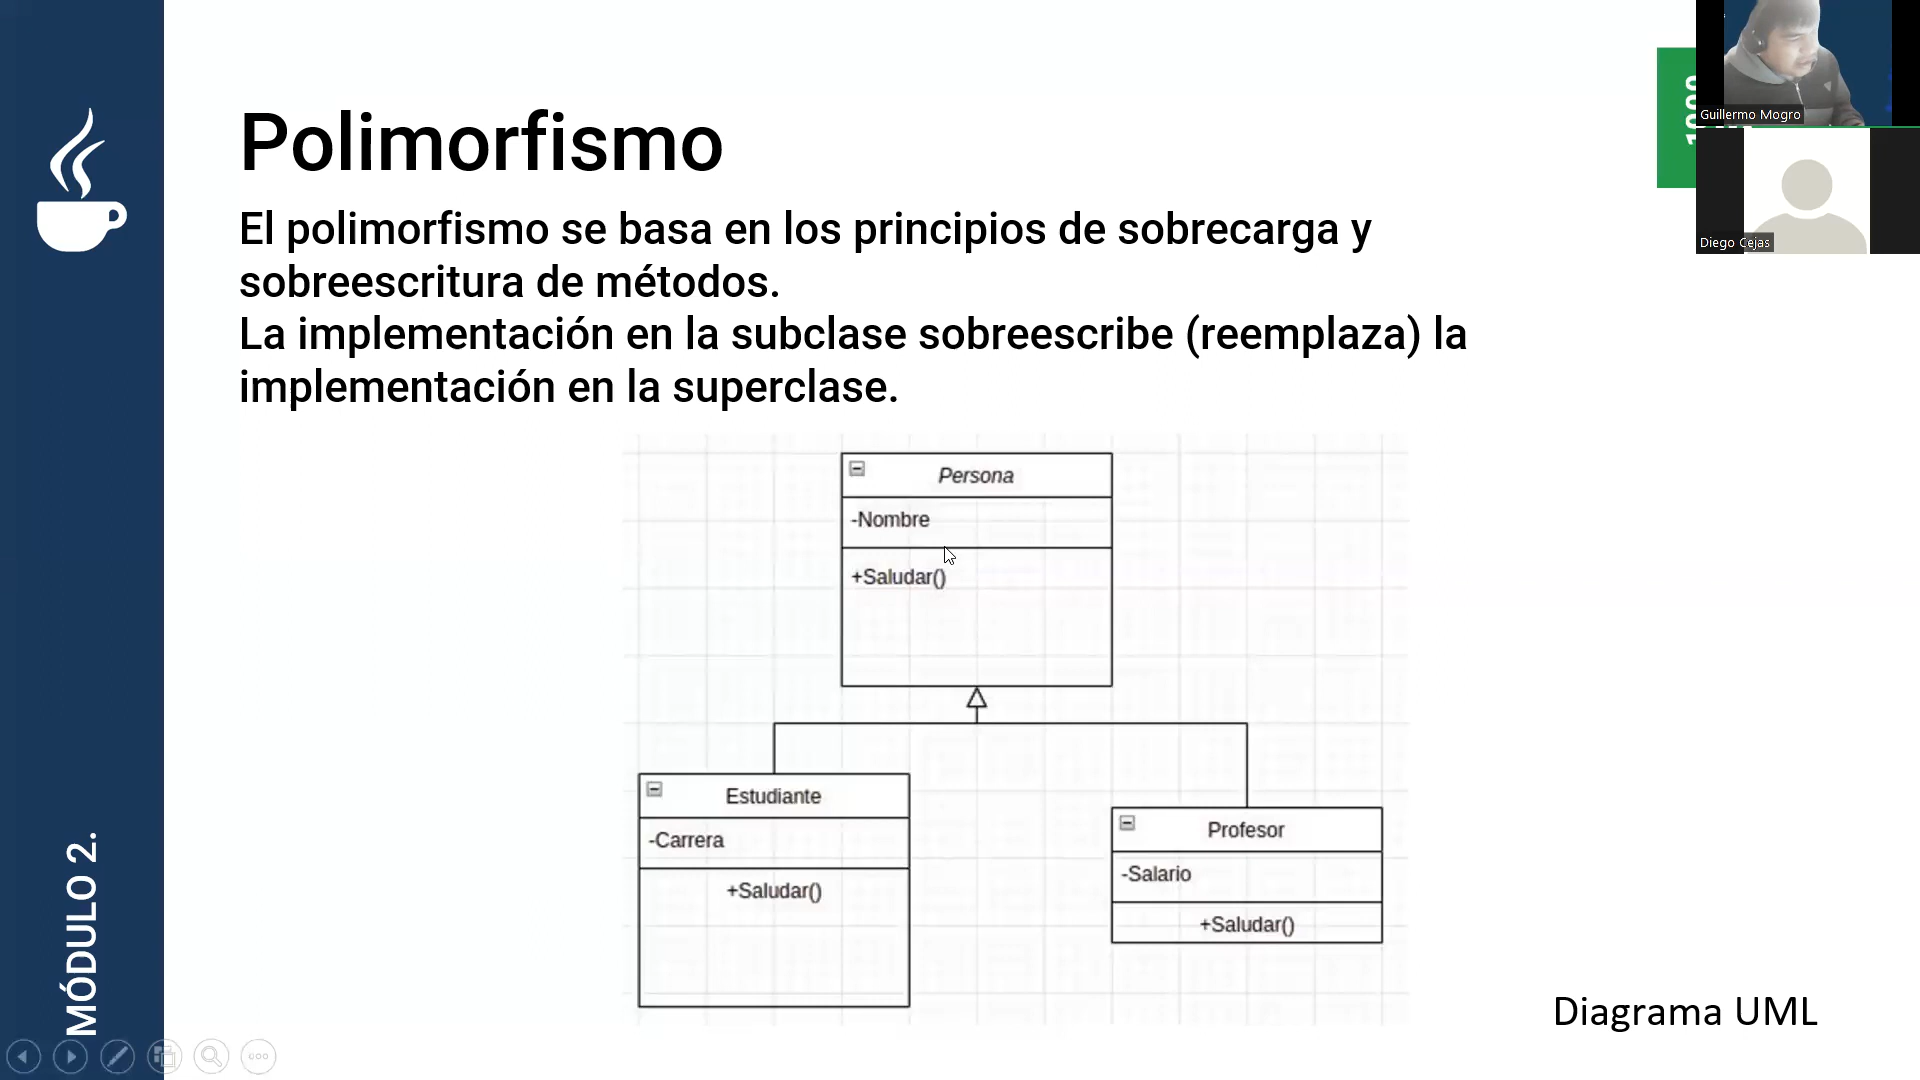 Polimorfismo
El polimorfismo se basa en los principios de sobrecarga y
sobreescritura de métodos.
La implementación en la subclase sobreescribe (reemplaza) la
implementación en la superclase.
Persona
-Nombre
+Saludar()
Estudiante
-Carrera
+Saludar()
Profesor
-Salario
+Saludar()
Diagrama UML
MÓDULO 2.
Guillermo Mogro
Diego Cejas